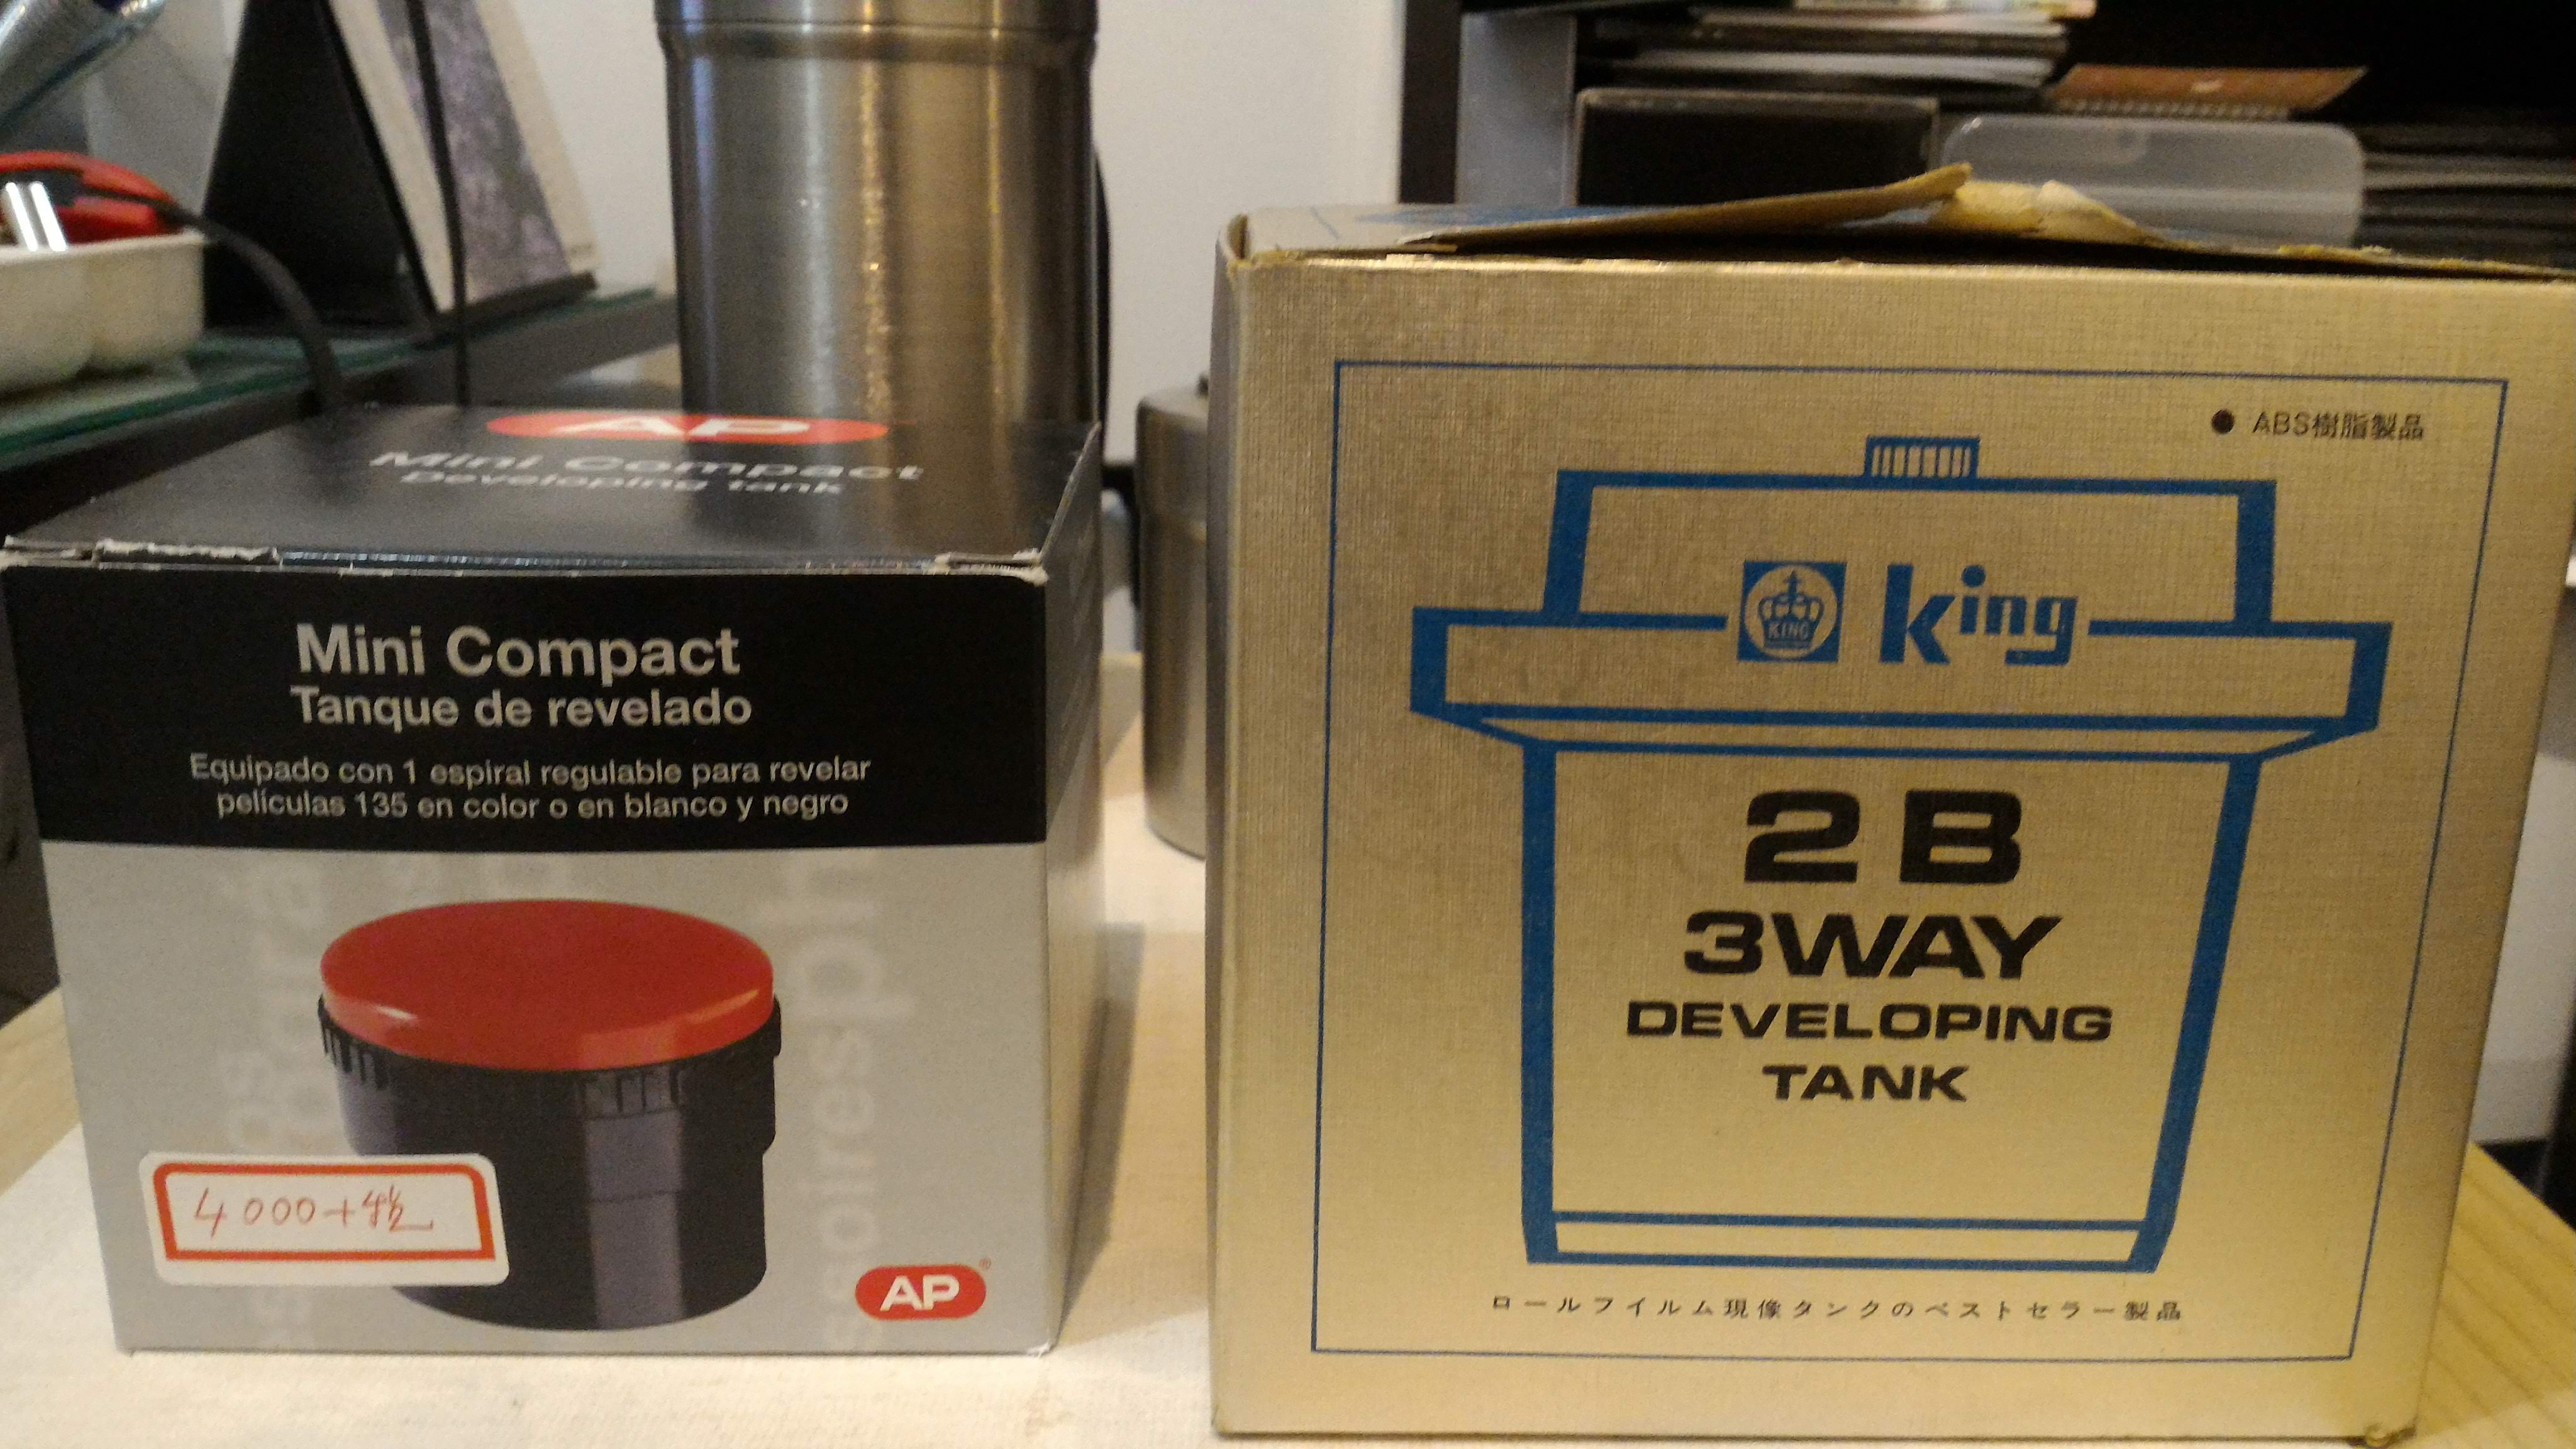 AP
Mini Compact
Developing tank
Mini Compact
Tanque de revelado
Equipado con 1 espiral regulable para revelar
películas 135 en color o en blanco y negro
4000+税
AP®
● ABS樹脂製品
KING
king
2B
3WAY
DEVELOPING
TANK
ロールフイルム現像タンクのベストセラー製品